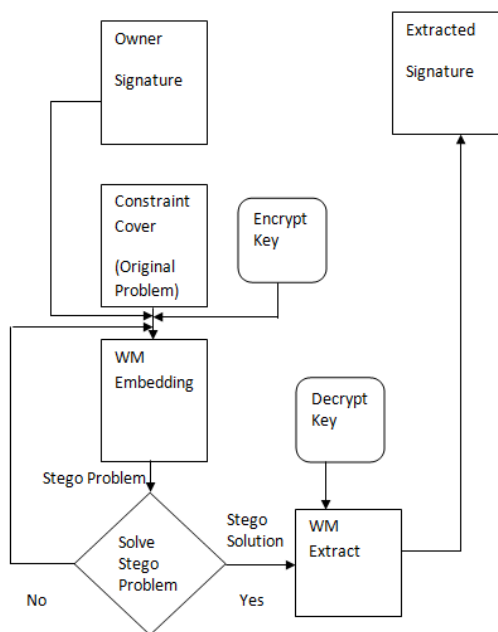 Owner
Signature
Extracted
Signature
Constraint
Cover
(Original
Problem)
Encrypt
Key
WM
Embedding
Decrypt
Key
Stego Problem
Solve
Stego
Problem
Stego
Solution
WM
Extract
No
Yes